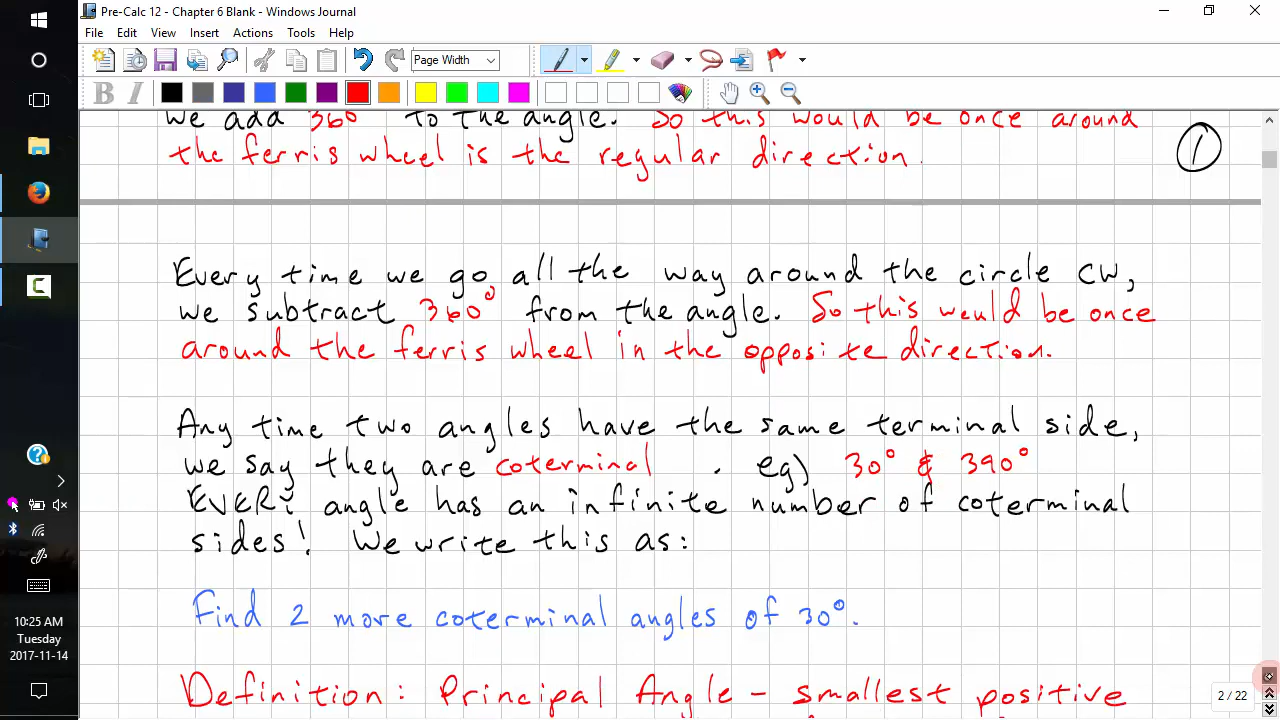 Pre-Calc 12 - Chapter 6 Blank - Windows Journal
File Edit View Insert Actions Tools Help
Page Width
B I
we add 360° to the angle. So this would be once around
the ferris wheel is the regular direction.
1
Every time we go all the way around the circle CW,
we subtract 360° from the angle. So this would be once
around the ferris wheel in the opposite direction.
Any time two angles have the same terminal side,
we say they are coterminal . eg) 30° & 390°
EVERY angle has an infinite number of coterminal
sides! We write this as:
Find 2 more coterminal angles of 30°.
Definition: Principal Angle - smallest positive
10:25 AM
Tuesday
2017-11-14
2 / 22